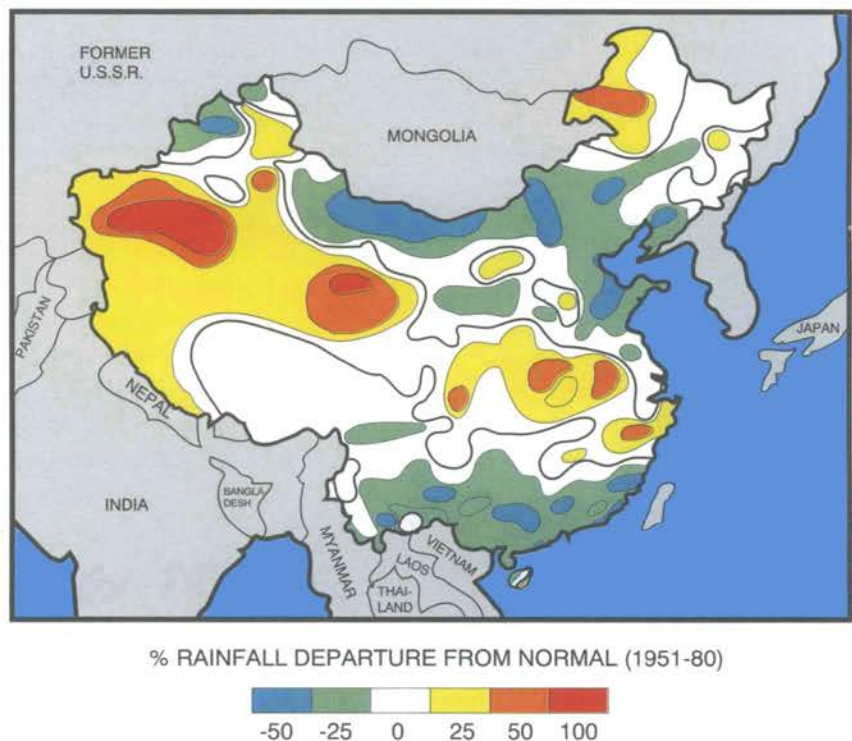 FORMER
U.S.S.R.
MONGOLIA
PAKISTAN
NEPAL
JAPAN
INDIA
BANGLA
DESH
MYANMAR
LAOS
VIETNAM
THAI-
LAND
% RAINFALL DEPARTURE FROM NORMAL (1951-80)
-50 -25 0 25 50 100